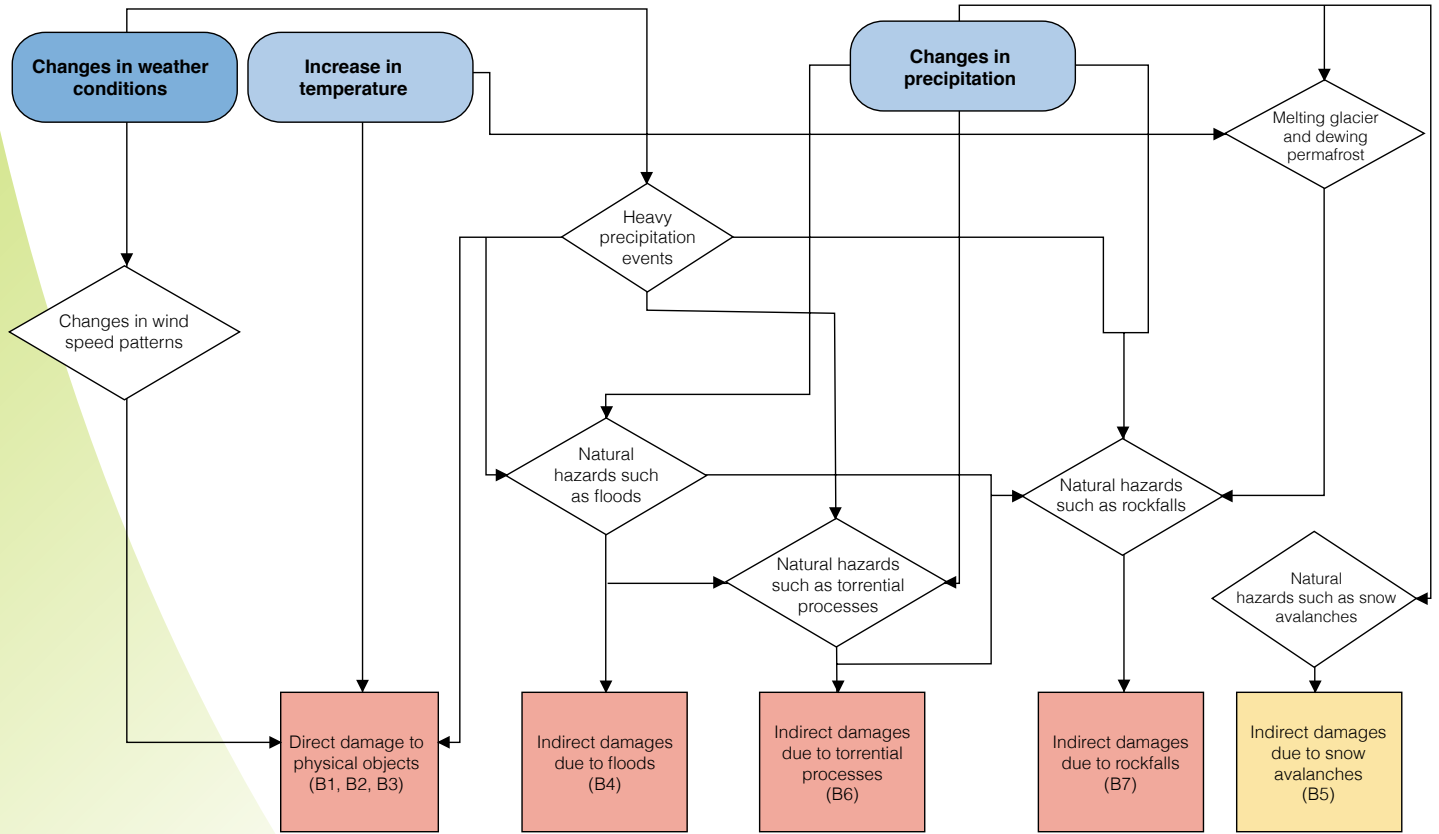 Changes in weather
conditions
Increase in
temperature
Changes in
precipitation
Melting glacier
and dewing
permafrost
Heavy
precipitation
events
Changes in wind
speed patterns
Natural
hazards such
as floods
Natural hazards
such as rockfalls
Natural hazards
such as torrential
processes
Natural
hazards such as snow
avalanches
Direct damage to
physical objects
(B1, B2, B3)
Indirect damages
due to floods
(B4)
Indirect damages
due to torrential
processes
(B6)
Indirect damages
due to rockfalls
(B7)
Indirect damages
due to snow
avalanches
(B5)